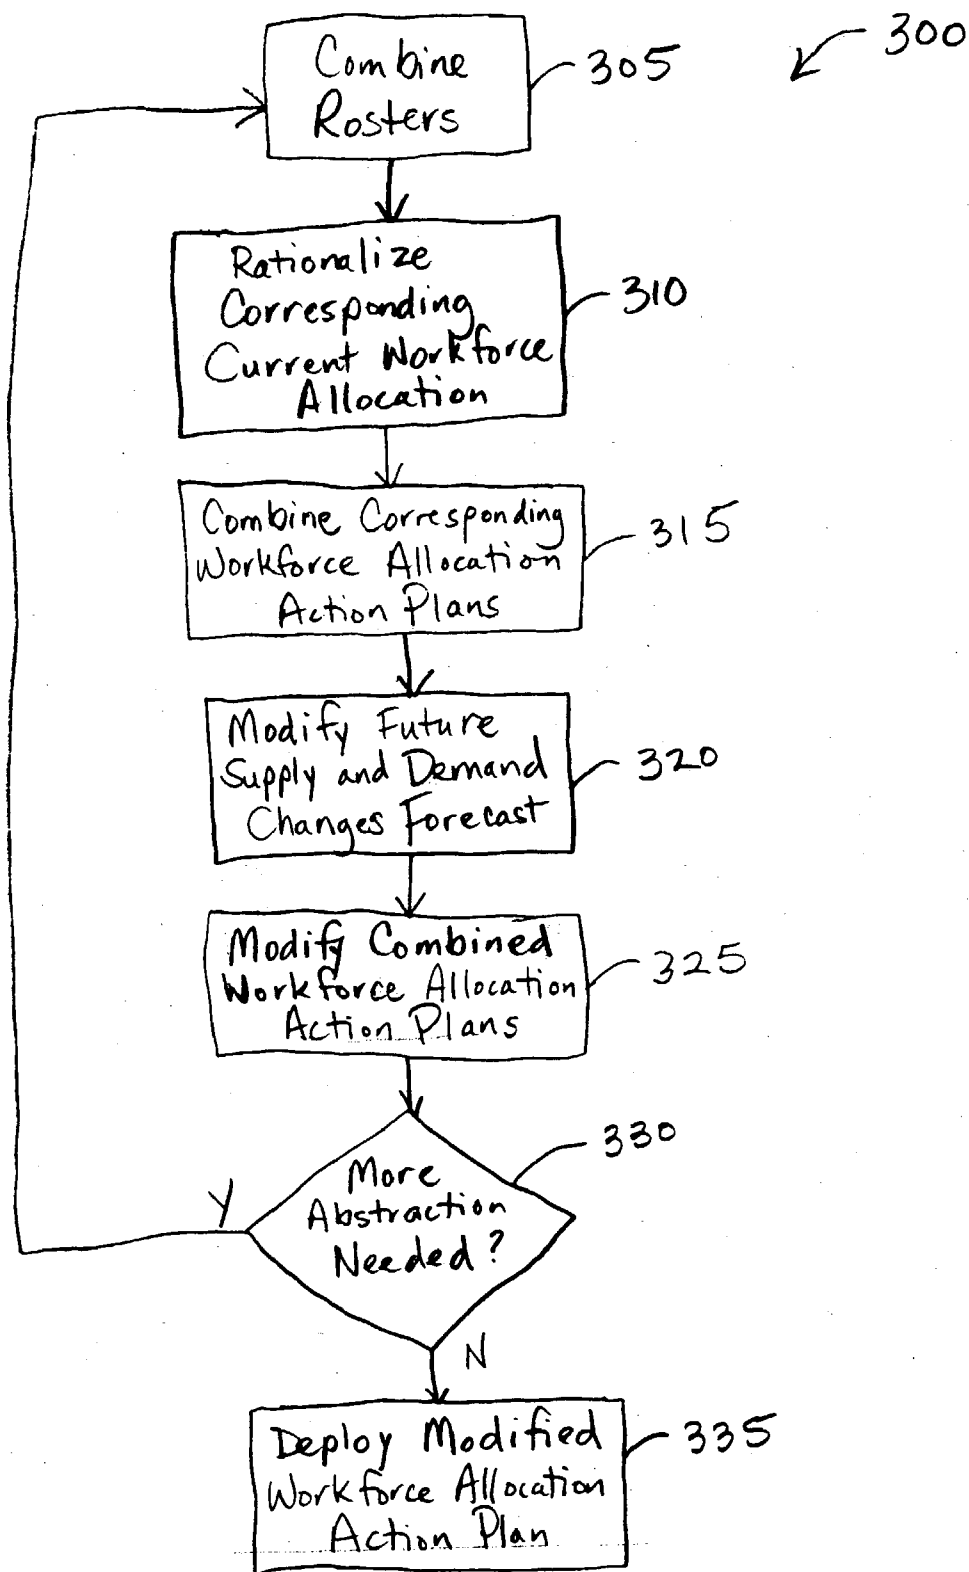 300
Combine
Rosters
305
Rationalize
Corresponding
Current Workforce
Allocation
310
Combine Corresponding
Workforce Allocation
Action Plans
315
Modify Future
Supply and Demand
Changes Forecast
320
Modify Combined
Workforce Allocation
Action Plans
325
More
Abstraction
Needed?
330
Y
N
Deploy Modified
Workforce Allocation
Action Plan
335